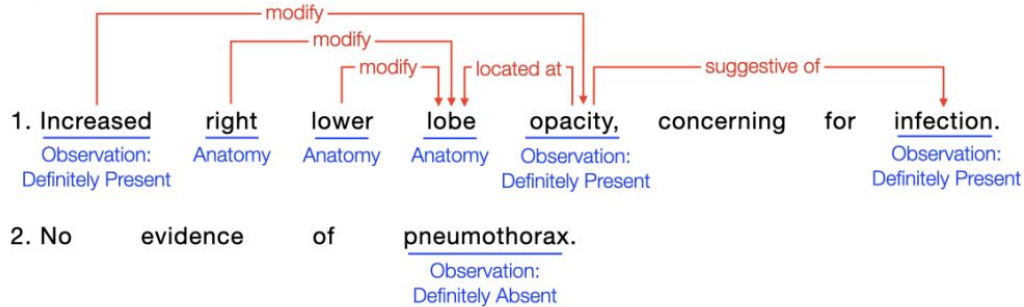 modify
modify
modify located at suggestive of
1. Increased right lower lobe opacity, concerning for infection.
Observation: Definitely Present Anatomy Anatomy Anatomy Observation: Definitely Present Observation: Definitely Present
2. No evidence of pneumothorax.
Observation:
Definitely Absent